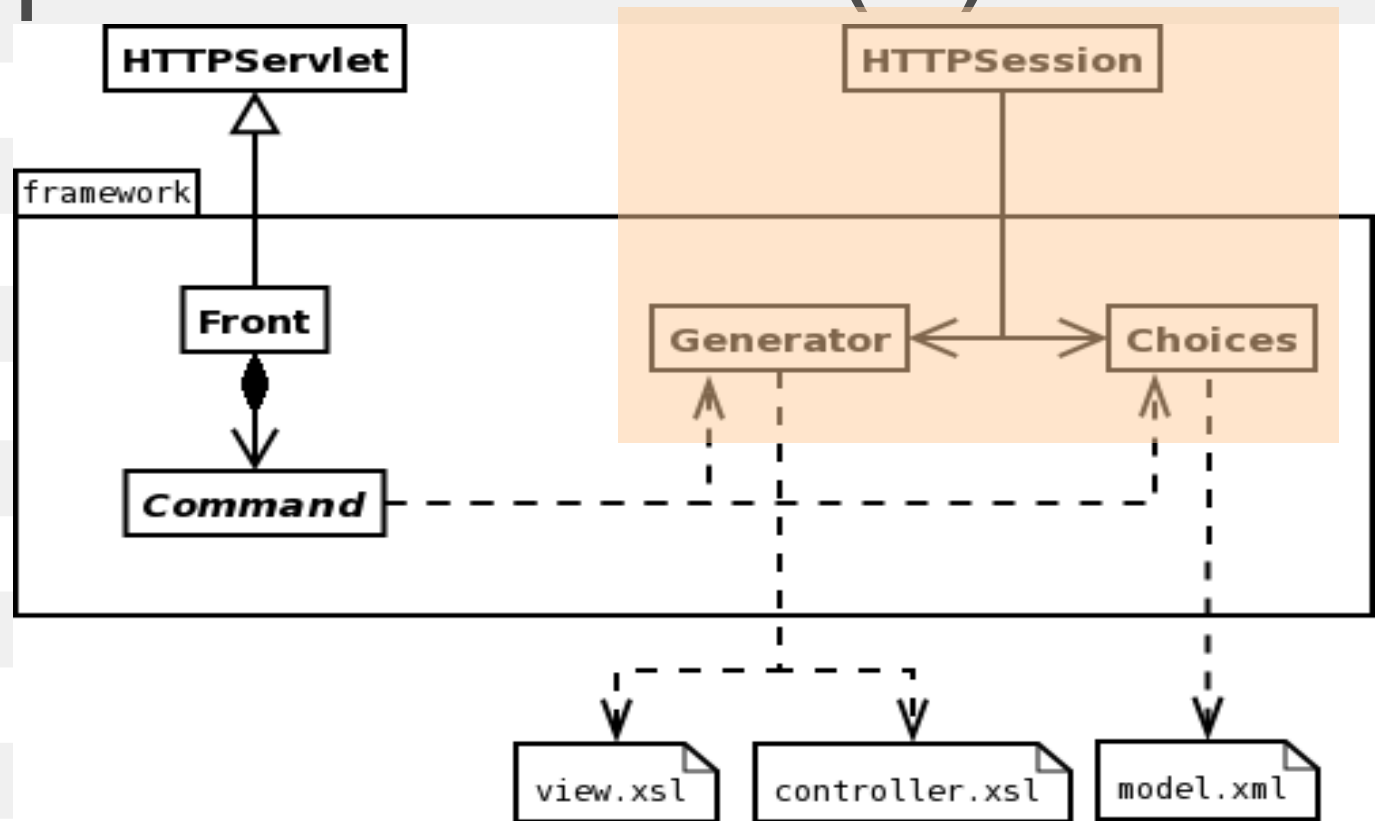 HTTPServlet
HTTPSession
framework
Front
Generator
Choices
Command
view.xsl
controller.xsl
model.xml